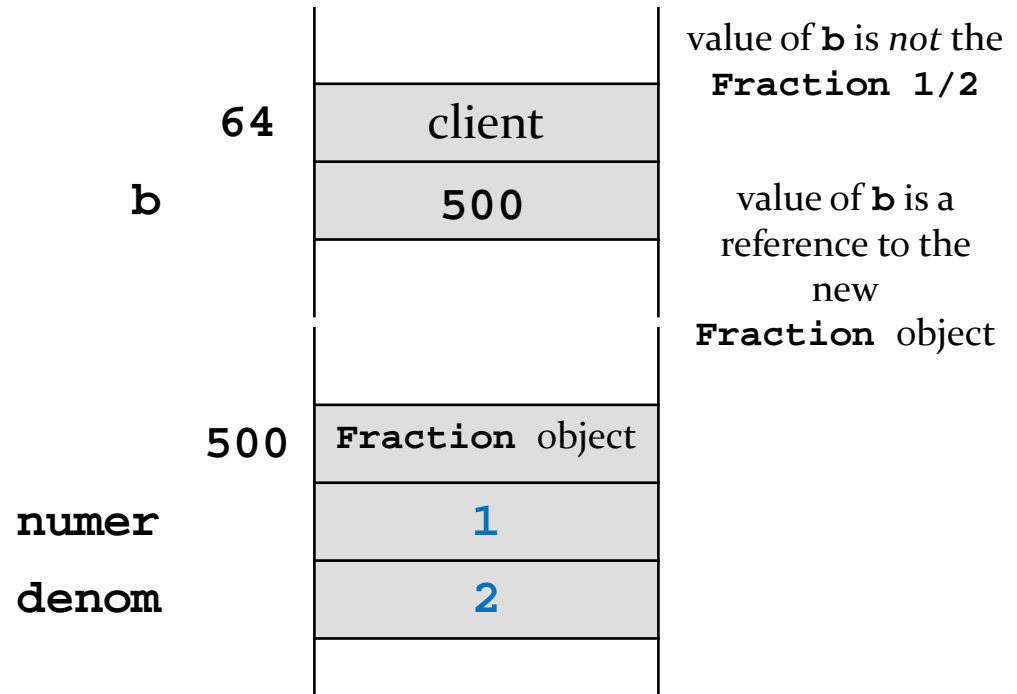 value of b is not the
Fraction 1/2
64 client
b 500
value of b is a
reference to the
new
Fraction object
500 Fraction object
numer 1
denom 2